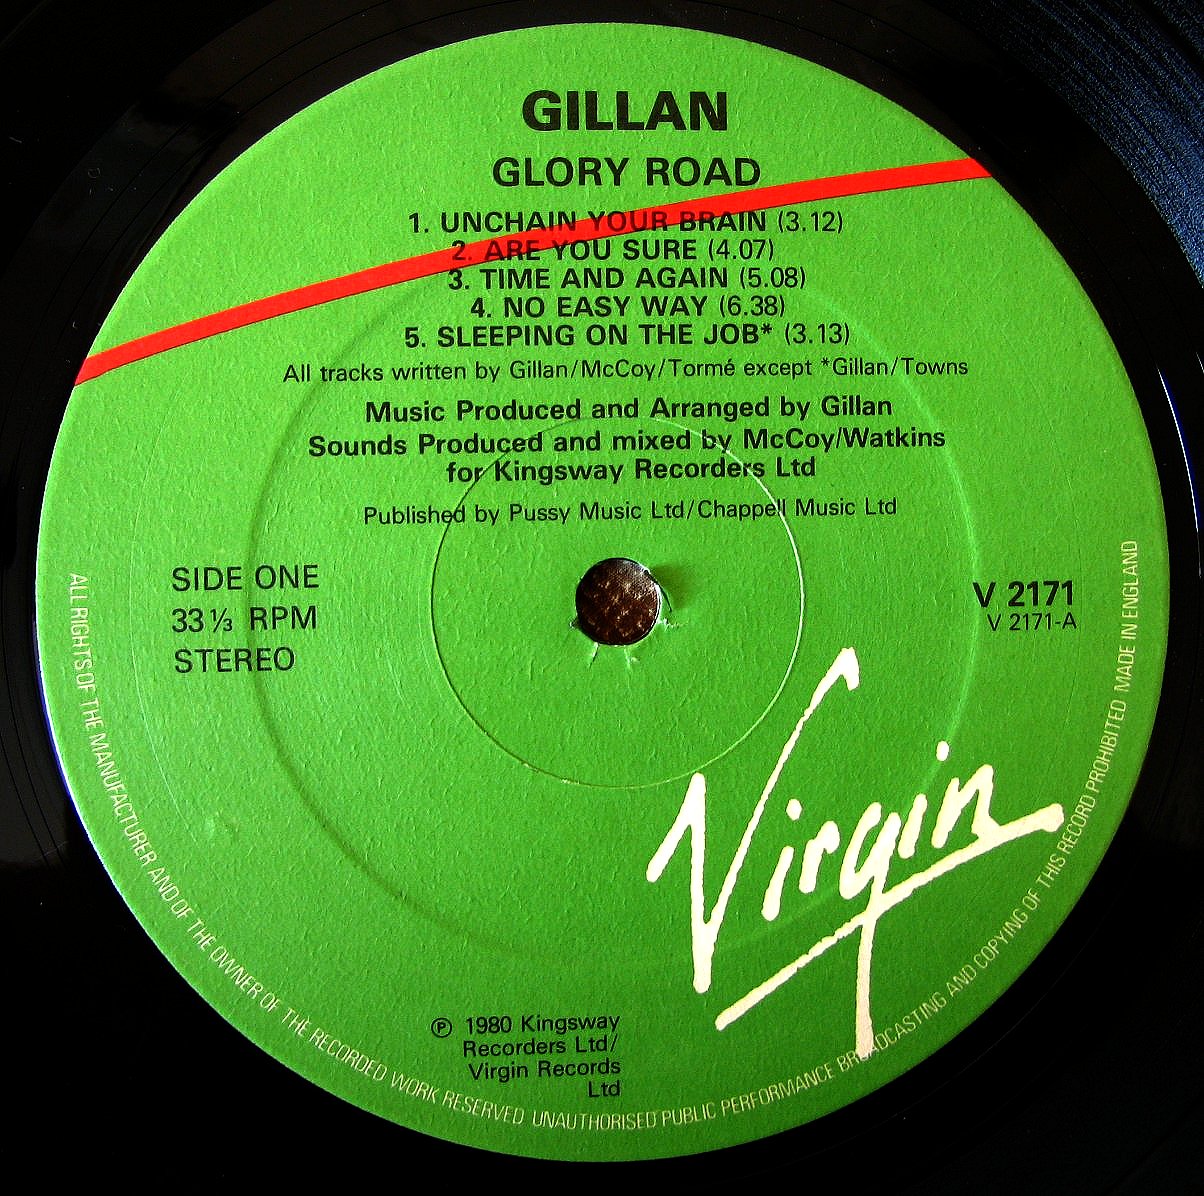 GILLAN
GLORY ROAD
1. UNCHAIN YOUR BRAIN (3.12)
2. ARE YOU SURE (4.07)
3. TIME AND AGAIN (5.08)
4. NO EASY WAY (6.38)
5. SLEEPING ON THE JOB* (3.13)
All tracks written by Gillan/McCoy/Tormé except *Gillan/Towns
Music Produced and Arranged by Gillan
Sounds Produced and mixed by McCoy/Watkins
for Kingsway Recorders Ltd
Published by Pussy Music Ltd/Chappell Music Ltd
SIDE ONE
33⅓ RPM
STEREO
V 2171
V 2171-A
Virgin
℗ 1980 Kingsway
Recorders Ltd/
Virgin Records
Ltd
ALL RIGHTS OF THE MANUFACTURER AND OF THE OWNER OF THE RECORDED WORK RESERVED UNAUTHORISED PUBLIC PERFORMANCE BROADCASTING AND COPYING OF THIS RECORD PROHIBITED MADE IN ENGLAND